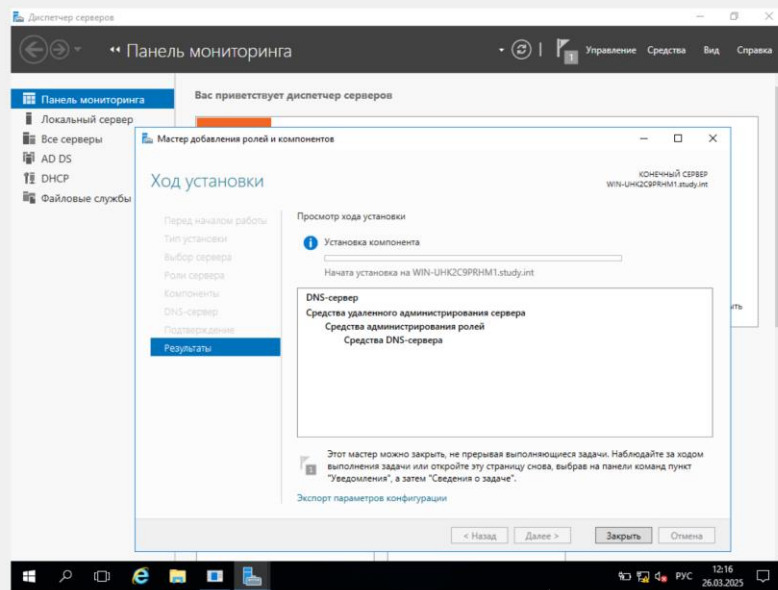 Диспетчер серверов
Панель мониторинга
1
Управление Средства Вид Справка
Панель мониторинга
Локальный сервер
Все серверы
AD DS
DHCP
Файловые службы
Вас приветствует диспетчер серверов
Мастер добавления ролей и компонентов
Ход установки
КОНЕЧНЫЙ СЕРВЕР
WIN-UHK2C9PRHM1.study.int
Перед началом работы
Тип установки
Выбор сервера
Роли сервера
Компоненты
DNS-сервер
Подтверждение
Результаты
Просмотр хода установки
Установка компонента
Начата установка на WIN-UHK2C9PRHM1.study.int
DNS-сервер
Средства удаленного администрирования сервера
Средства администрирования ролей
Средства DNS-сервера
Этот мастер можно закрыть, не прерывая выполняющиеся задачи. Наблюдайте за ходом
выполнения задачи или откройте эту страницу снова, выбрав на панели команд пункт
"Уведомления", а затем "Сведения о задаче".
1
Экспорт параметров конфигурации
< Назад Далее > Закрыть Отмена
РУС
12:16
26.03.2025